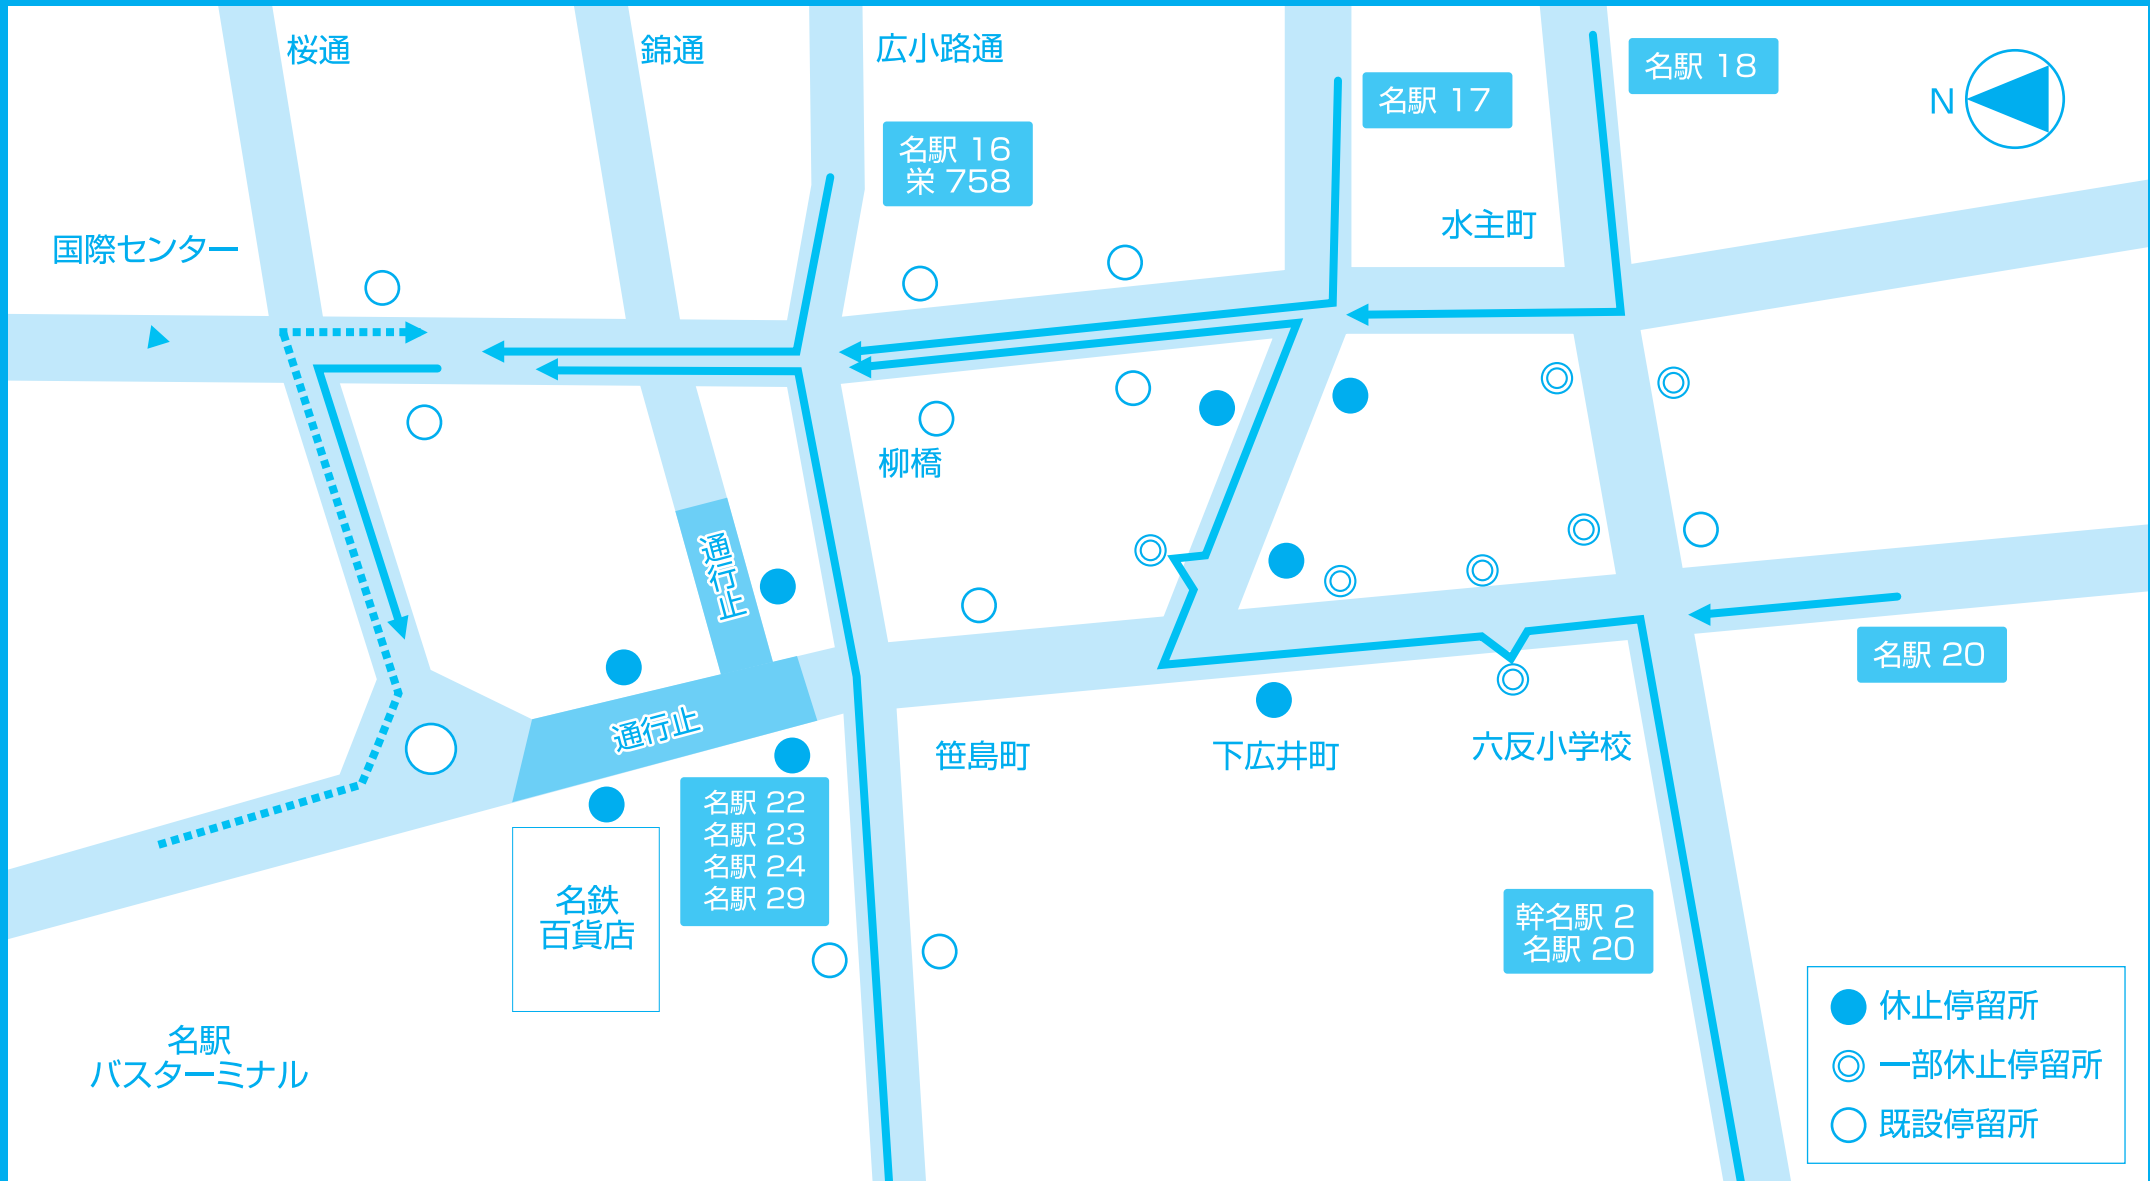 桜通
錦通
広小路通
名駅 16
栄 758
名駅 17
名駅 18
N
国際センター
水主町
柳橋
通行止
通行止
名駅 20
笹島町
下広井町
六反小学校
名駅 22
名駅 23
名駅 24
名駅 29
名鉄
百貨店
幹名駅 2
名駅 20
名駅
バスターミナル
休止停留所
一部休止停留所
既設停留所